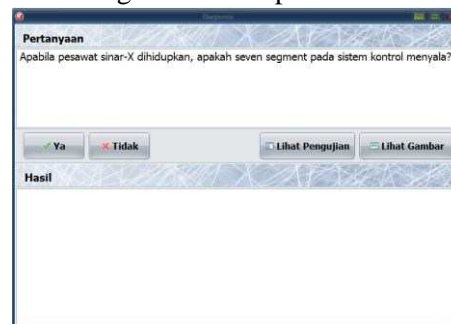 Pertanyaan
Apabila pesawat sinar-X dihidupkan, apakah seven segment pada sistem kontrol menyala?
Ya
Tidak
Lihat Pengujian
Lihat Gambar
Hasil